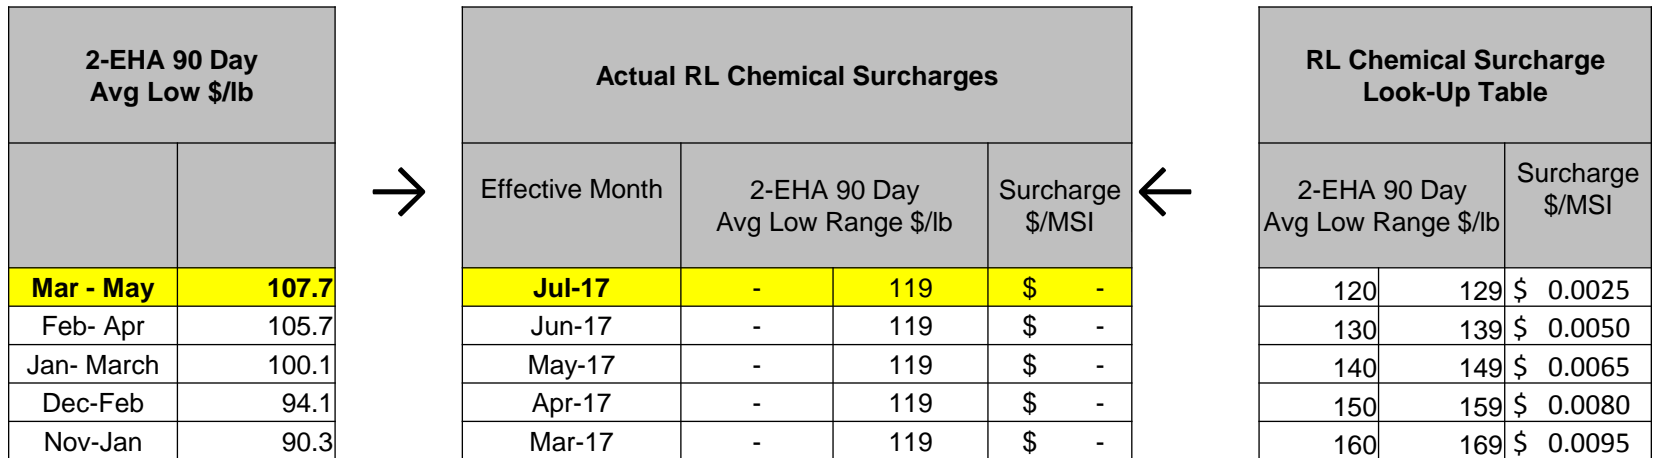 2-EHA 90 Day
Avg Low $/lb
Actual RL Chemical Surcharges
RL Chemical Surcharge
Look-Up Table
Effective Month
2-EHA 90 Day
Avg Low Range $/lb
Surcharge
$/MSI
2-EHA 90 Day
Avg Low Range $/lb
Surcharge
$/MSI
Mar - May 107.7 Jul-17 - 119 $ - 120 129 $ 0.0025
Feb- Apr 105.7 Jun-17 - 119 $ - 130 139 $ 0.0050
Jan- March 100.1 May-17 - 119 $ - 140 149 $ 0.0065
Dec-Feb 94.1 Apr-17 - 119 $ - 150 159 $ 0.0080
Nov-Jan 90.3 Mar-17 - 119 $ - 160 169 $ 0.0095